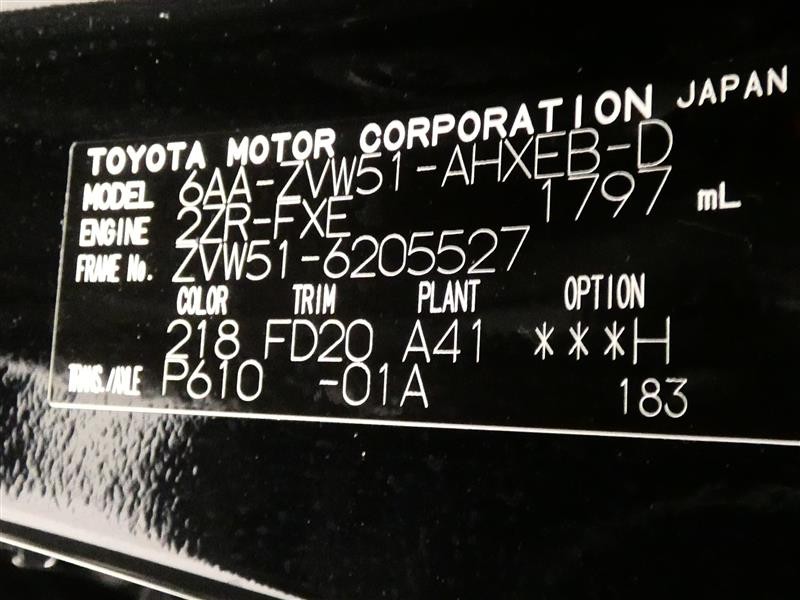 TOYOTA MOTOR CORPORATION JAPAN
MODEL 6AA-ZVW51-AHXEB-D
ENGINE 2ZR-FXE 1797 mL
FRAME No. ZVW51-6205527
COLOR TRIM PLANT OPTION
218 FD20 A41 ***H
TRANS./AXLE P610 -01A 183